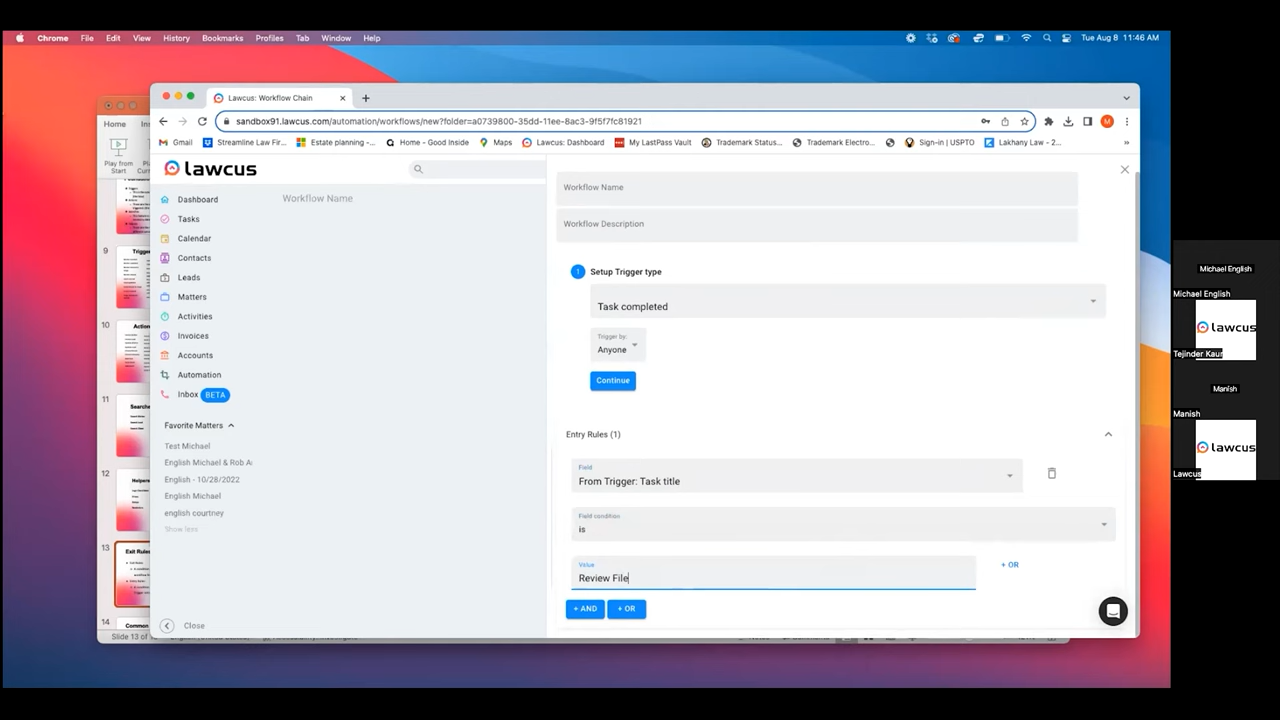 Chrome File Edit View History Bookmarks Profiles Tab Window Help Tue Aug 8 11:46 AM
Lawcus: Workflow Chain
sandbox91.lawcus.com/automation/workflows/new?folder=a0739800-35dd-11ee-8ac3-9f5f7fc81921
M
Gmail Streamline Law Fir... Estate planning -... Home - Good Inside Maps Lawcus: Dashboard My LastPass Vault Trademark Status... Trademark Electro... Sign-in | USPTO Lakhany Law - 2... »
Home
Play from
Start
9
Trigger
10
Action
11
Searche
12
Helpers
13
Exit Rules
14
Common
Slide 13 of
lawcus
Dashboard
Tasks
Calendar
Contacts
Leads
Matters
Activities
Invoices
Accounts
Automation
Inbox BETA
Favorite Matters
Test Michael
English Michael & Rob A
English - 10/28/2022
English Michael
english courtney
Show less
Close
Workflow Name
Workflow Name
Workflow Description
1 Setup Trigger type
Task completed
Trigger by:
Anyone
Continue
Entry Rules (1)
Field
From Trigger: Task title
Field condition
is
Value
Review File
+ OR
+ AND + OR
Michael English
Michael English
lawcus
Tejinder Kaur
Manish
Manish
lawcus
Lawcus